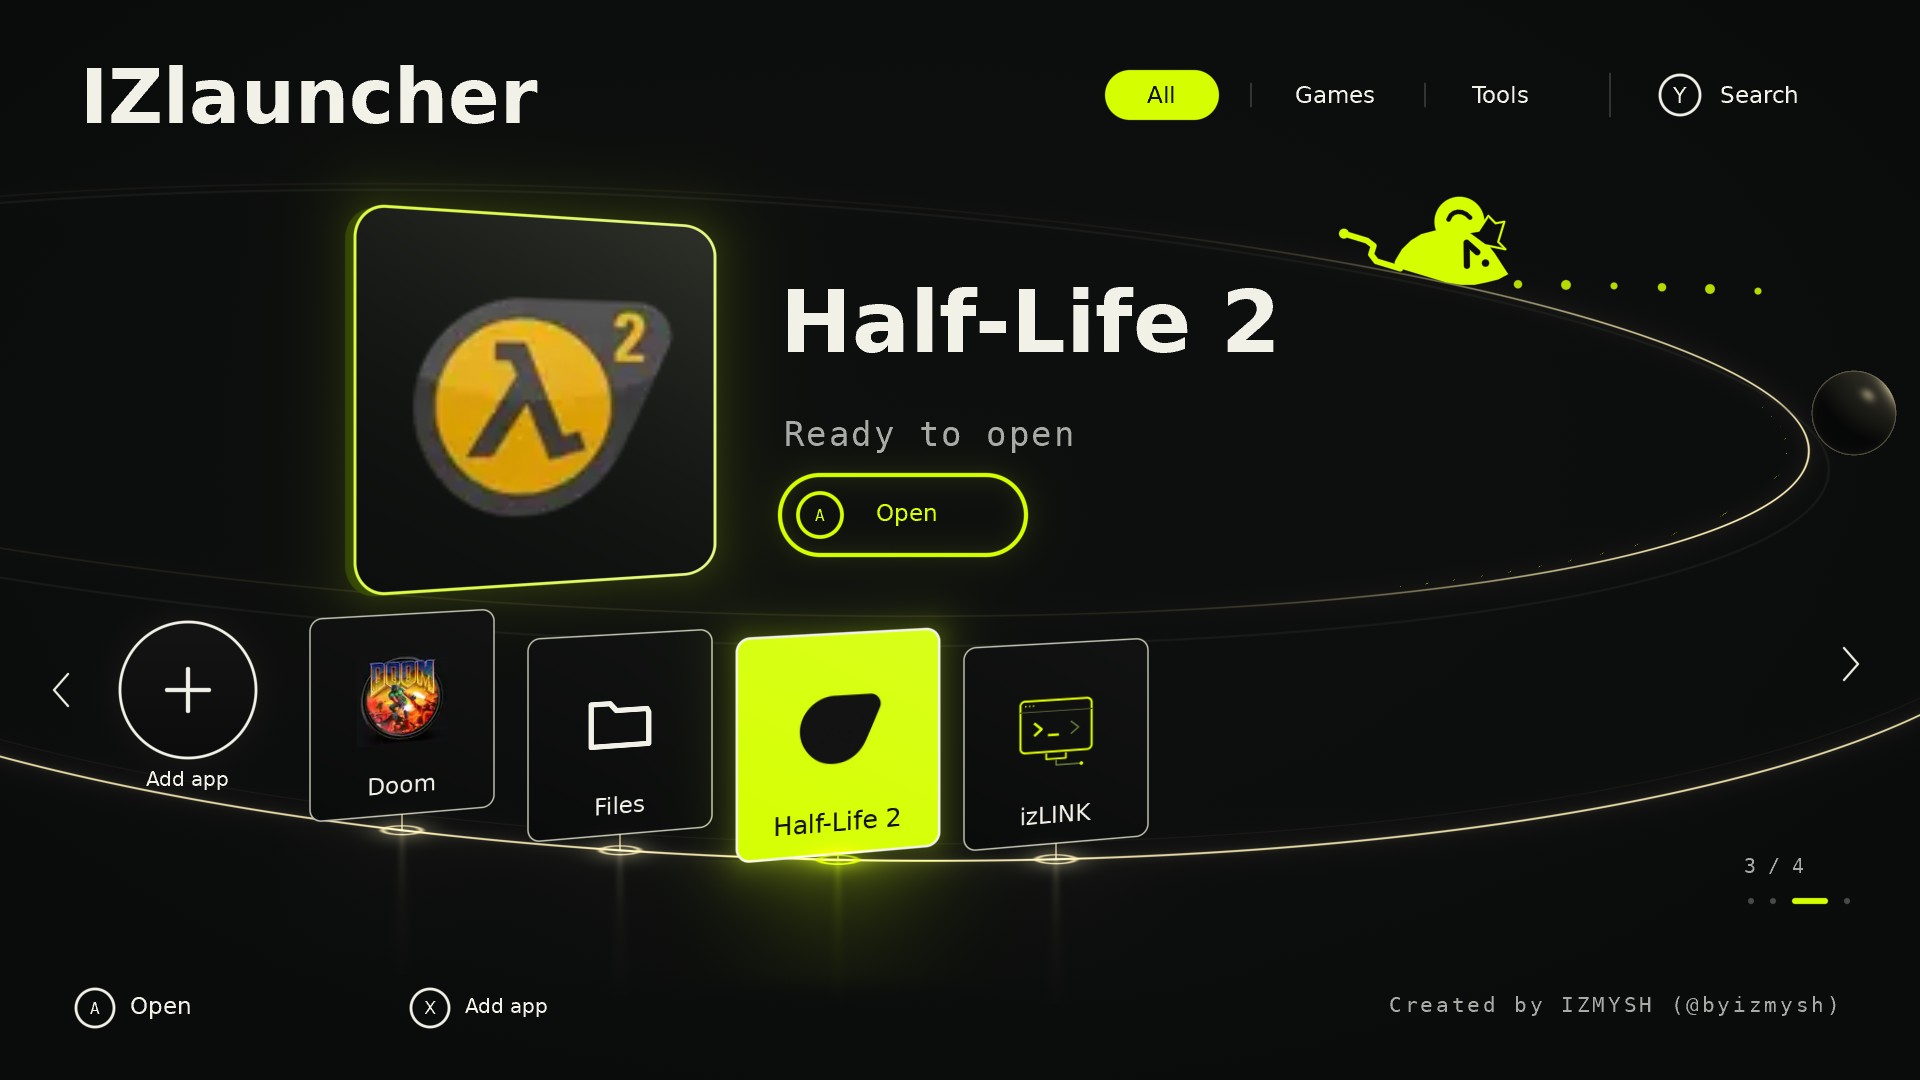 IZlauncher
All
Games
Tools
Y
Search
2
Half-Life 2
Ready to open
A
Open
Add app
DOOM
Doom
Files
Half-Life 2
izLINK
3 / 4
A
Open
X
Add app
Created by IZMYSH (@byizmysh)